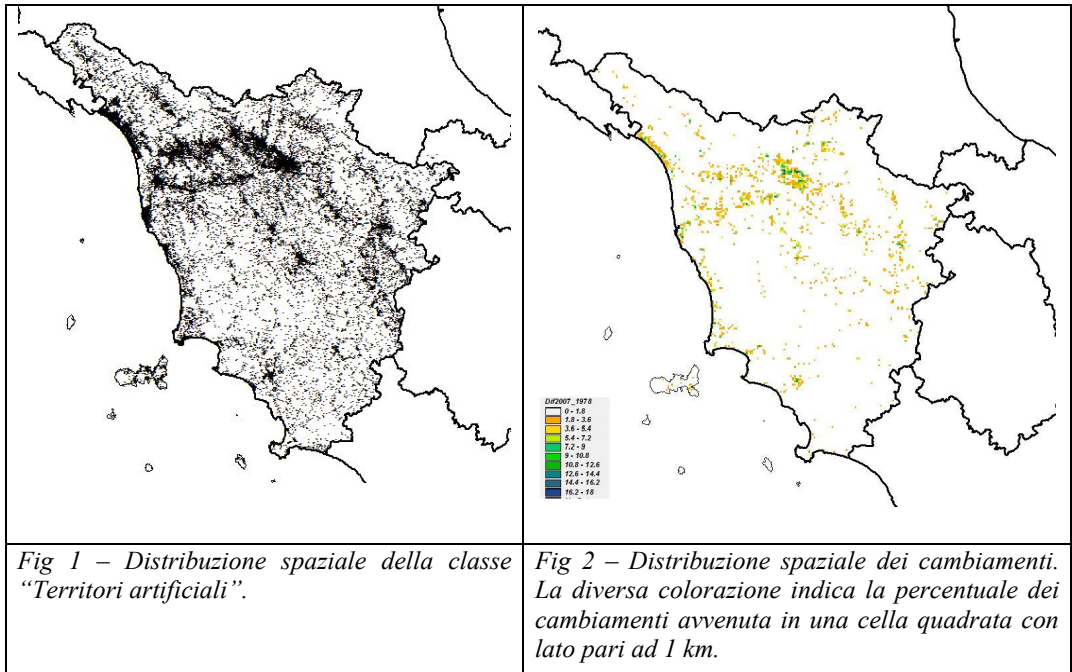 Dif2007_1978
0 - 1.8
1.8 - 3.6
3.6 - 5.4
5.4 - 7.2
7.2 - 9
9 - 10.8
10.8 - 12.6
12.6 - 14.4
14.4 - 16.2
16.2 - 18
Fig 1 – Distribuzione spaziale della classe
“Territori artificiali”.
Fig 2 – Distribuzione spaziale dei cambiamenti.
La diversa colorazione indica la percentuale dei
cambiamenti avvenuta in una cella quadrata con
lato pari ad 1 km.